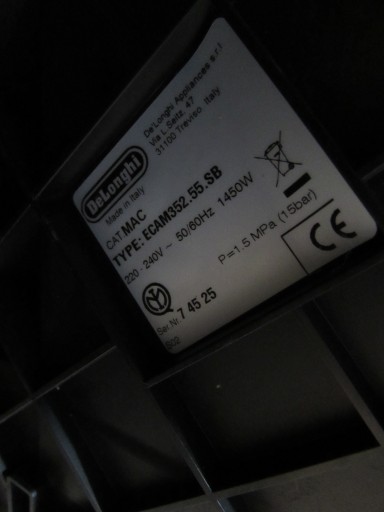 De'Longhi Appliances s.r.l
Via L.Seitz, 47
31100 Treviso Italy
DeLonghi
Made in Italy
CAT.MAC
TYPE: ECAM352.55.SB
220 - 240V ~ 50/60Hz 1450W
P=1.5 MPa (15bar)
CE
Ser.Nr. 7 45 25